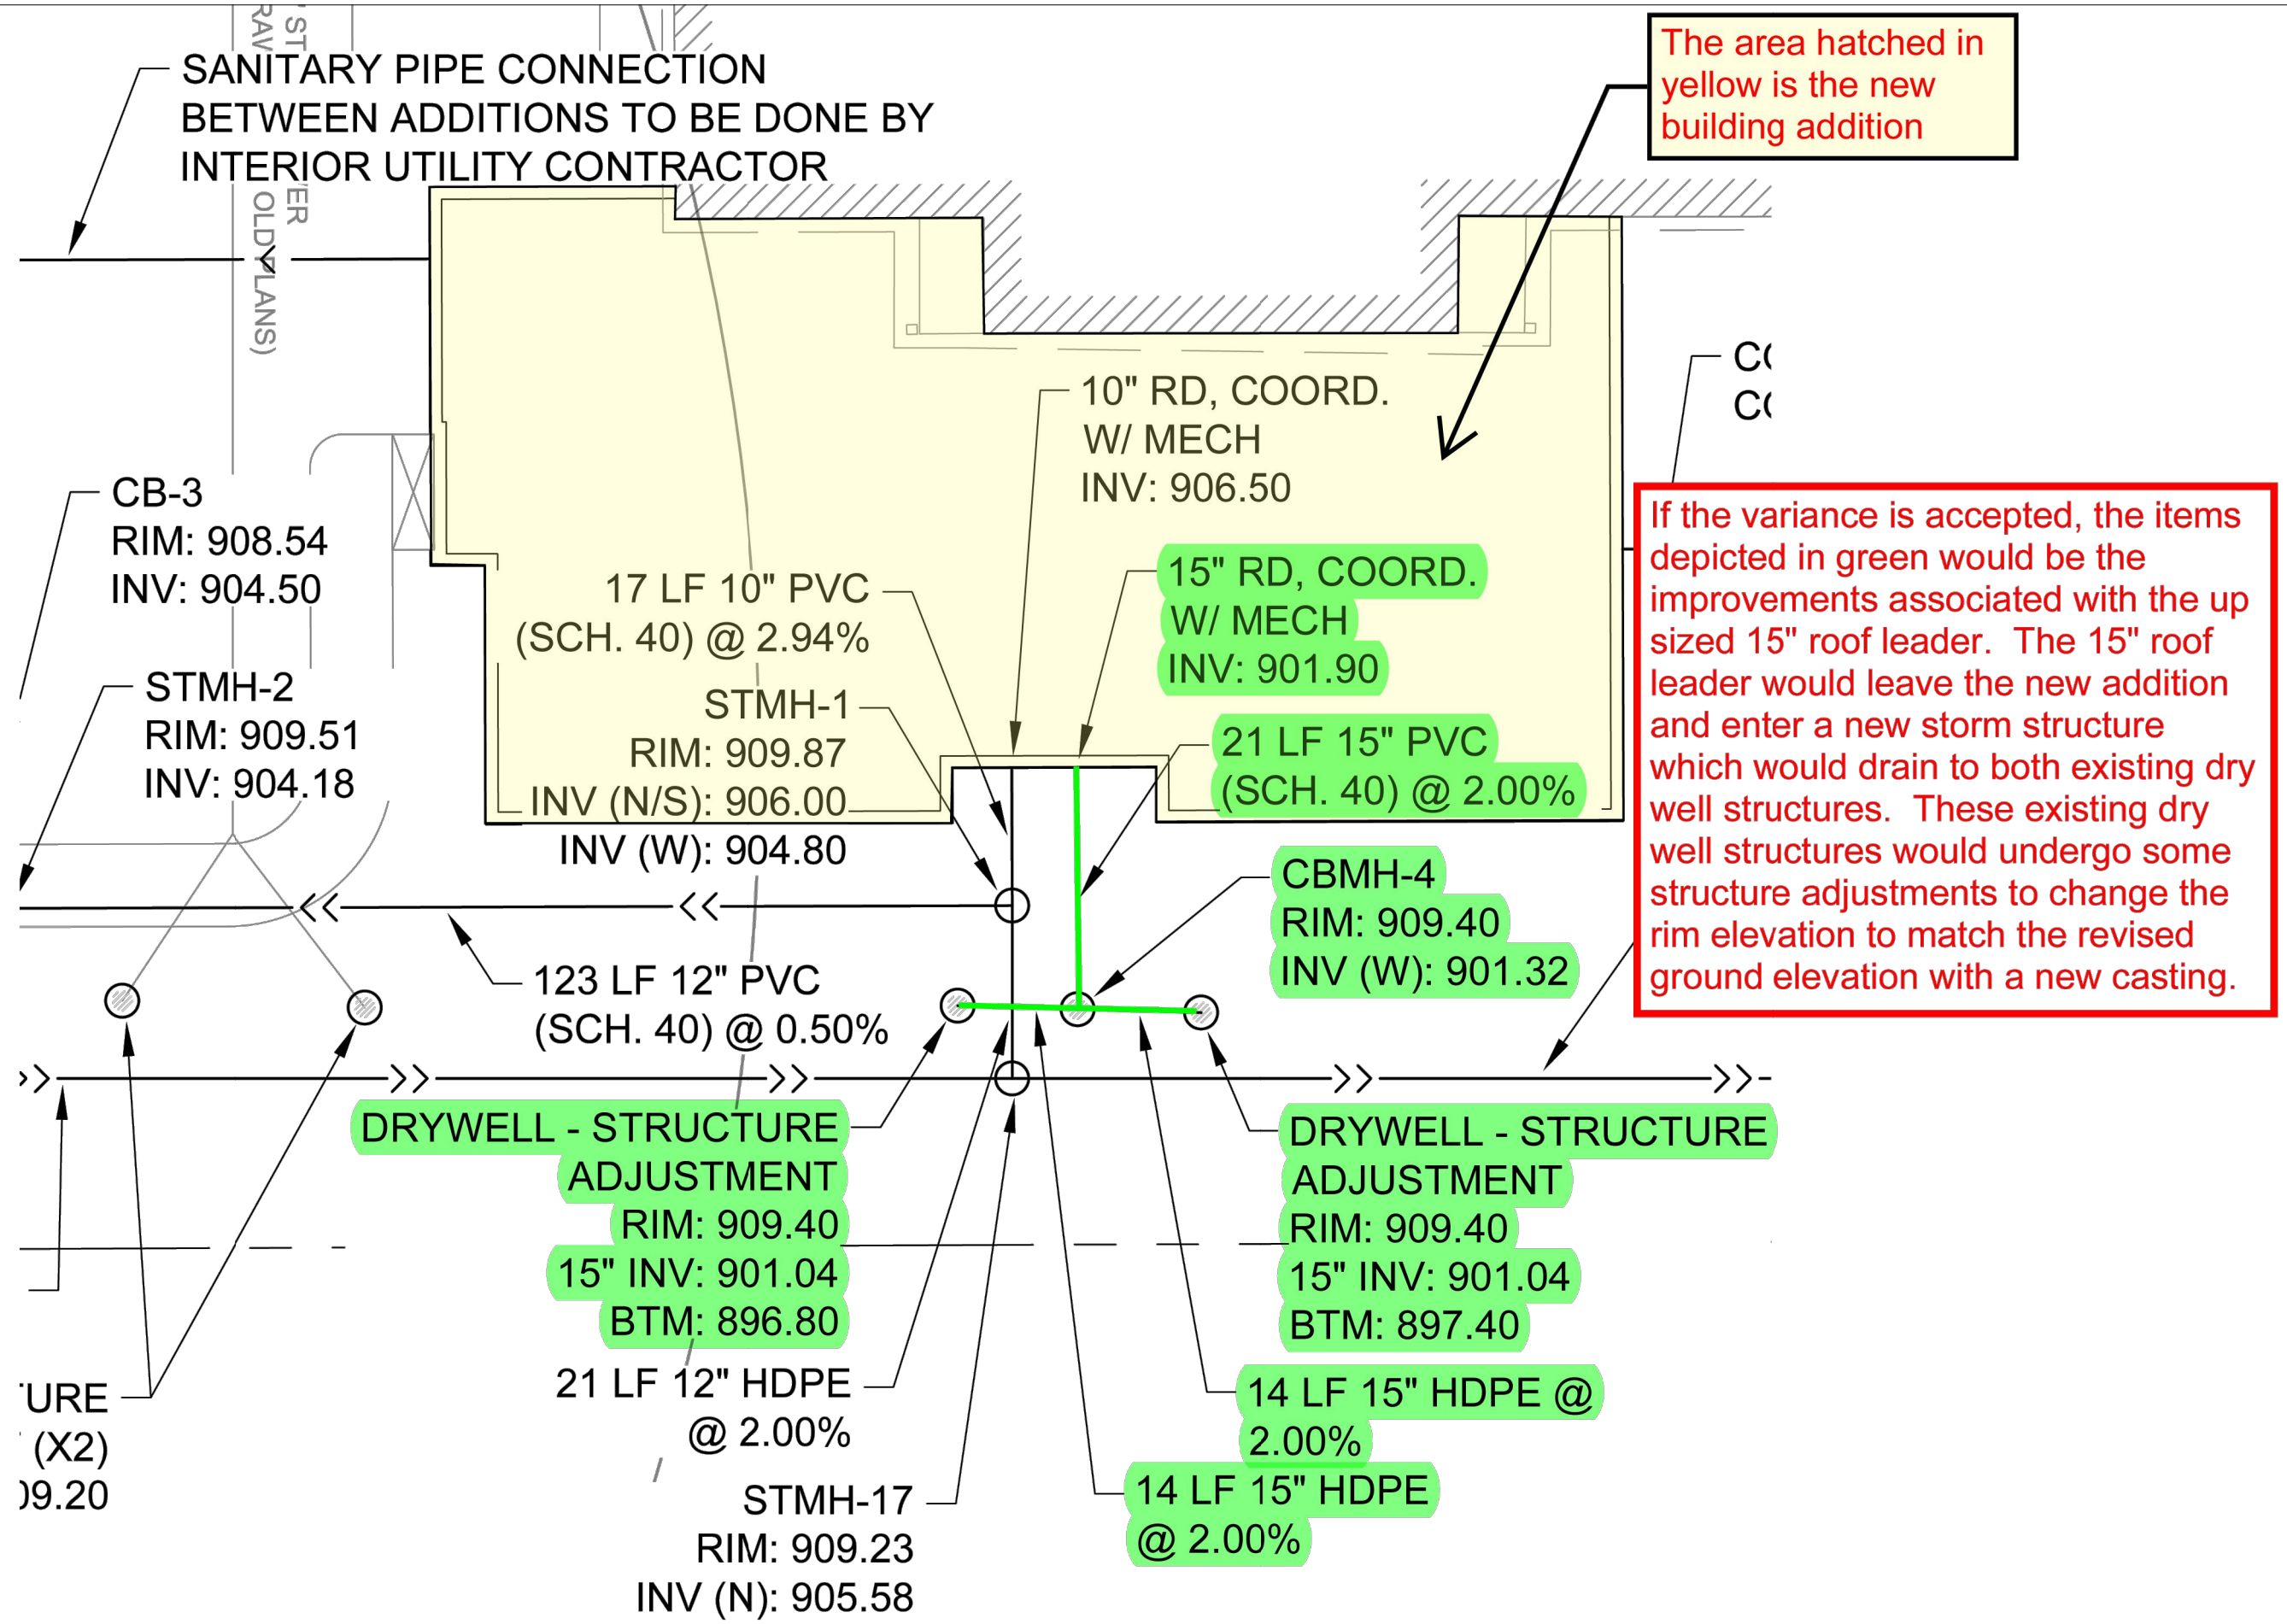 SANITARY PIPE CONNECTION
BETWEEN ADDITIONS TO BE DONE BY
INTERIOR UTILITY CONTRACTOR
OLD PLANS)
The area hatched in
yellow is the new
building addition
10" RD, COORD.
W/ MECH
INV: 906.50
CB-3
RIM: 908.54
INV: 904.50
17 LF 10" PVC
(SCH. 40) @ 2.94%
15" RD, COORD.
W/ MECH
INV: 901.90
If the variance is accepted, the items
depicted in green would be the
improvements associated with the up
sized 15" roof leader. The 15" roof
leader would leave the new addition
and enter a new storm structure
which would drain to both existing dry
well structures. These existing dry
well structures would undergo some
structure adjustments to change the
rim elevation to match the revised
ground elevation with a new casting.
STMH-2
RIM: 909.51
INV: 904.18
STMH-1
RIM: 909.87
INV (N/S): 906.00
INV (W): 904.80
21 LF 15" PVC
(SCH. 40) @ 2.00%
CBMH-4
RIM: 909.40
INV (W): 901.32
123 LF 12" PVC
(SCH. 40) @ 0.50%
DRYWELL - STRUCTURE
ADJUSTMENT
RIM: 909.40
15" INV: 901.04
BTM: 896.80
DRYWELL - STRUCTURE
ADJUSTMENT
RIM: 909.40
15" INV: 901.04
BTM: 897.40
21 LF 12" HDPE
@ 2.00%
14 LF 15" HDPE @
2.00%
14 LF 15" HDPE
@ 2.00%
(X2)
09.20
STMH-17
RIM: 909.23
INV (N): 905.58